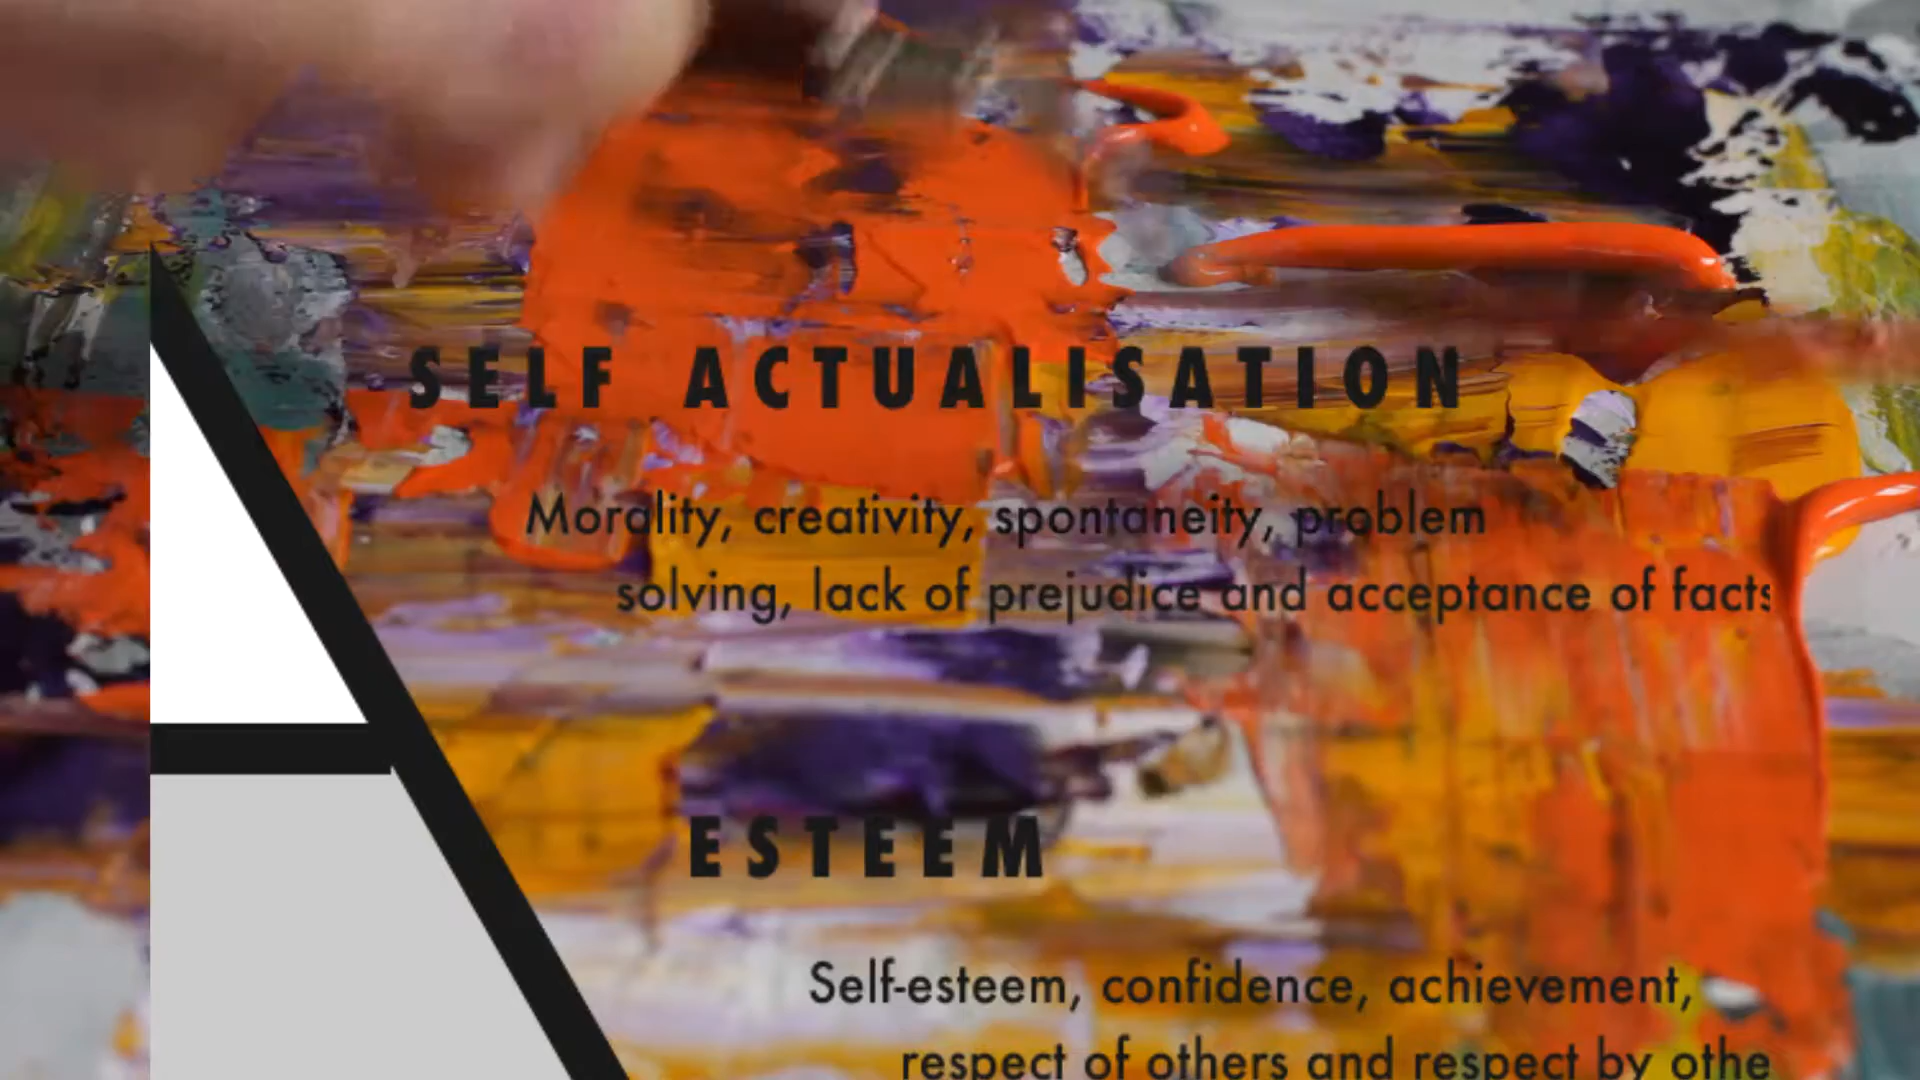 SELF ACTUALISATION
Morality, creativity, spontaneity, problem
solving, lack of prejudice and acceptance of facts
ESTEEM
Self-esteem, confidence, achievement,
respect of others and respect by othe